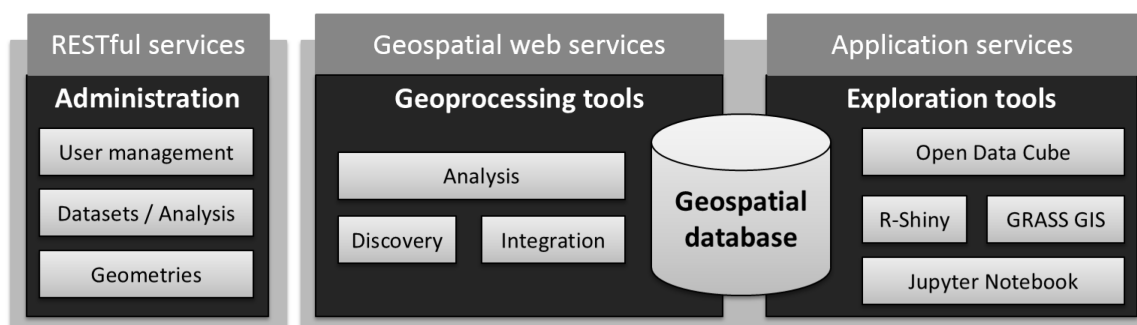 RESTful services
Administration
User management
Datasets / Analysis
Geometries
Geospatial web services
Geoprocessing tools
Analysis
Discovery
Integration
Geospatial
database
Application services
Exploration tools
Open Data Cube
R-Shiny
GRASS GIS
Jupyter Notebook